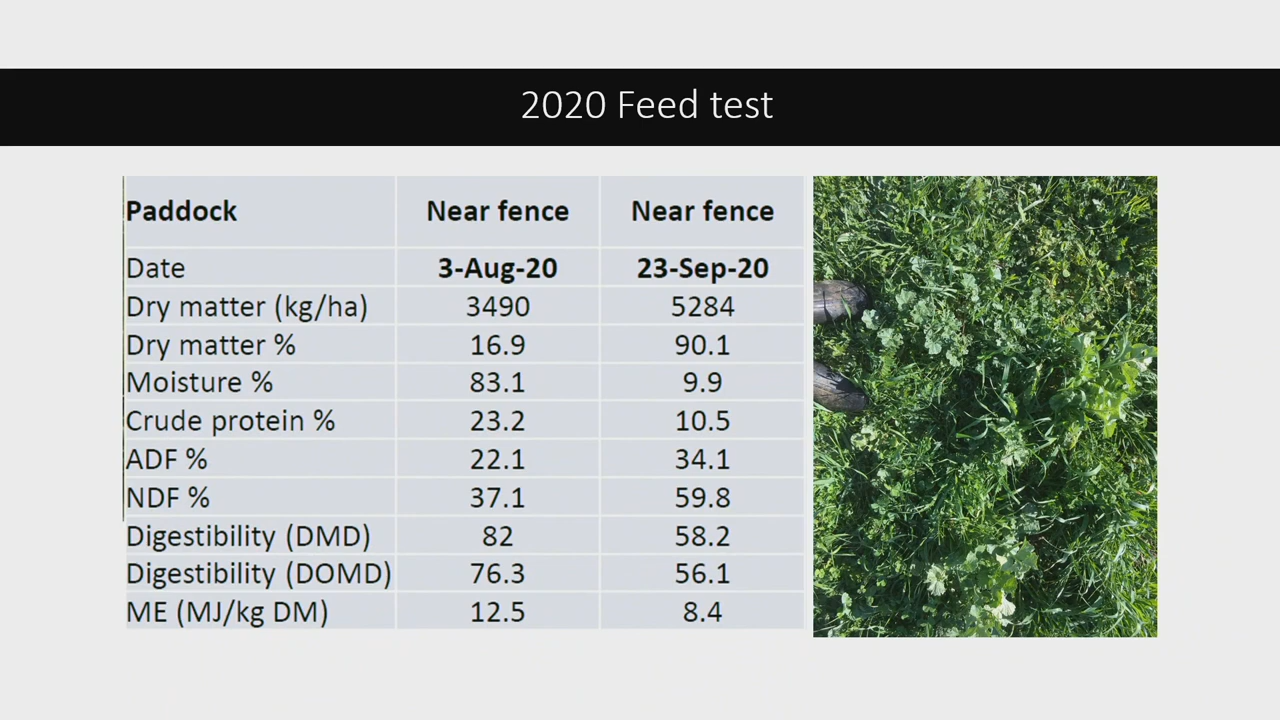 2020 Feed test
Paddock Near fence Near fence
Date 3-Aug-20 23-Sep-20
Dry matter (kg/ha) 3490 5284
Dry matter % 16.9 90.1
Moisture % 83.1 9.9
Crude protein % 23.2 10.5
ADF % 22.1 34.1
NDF % 37.1 59.8
Digestibility (DMD) 82 58.2
Digestibility (DOMD) 76.3 56.1
ME (MJ/kg DM) 12.5 8.4